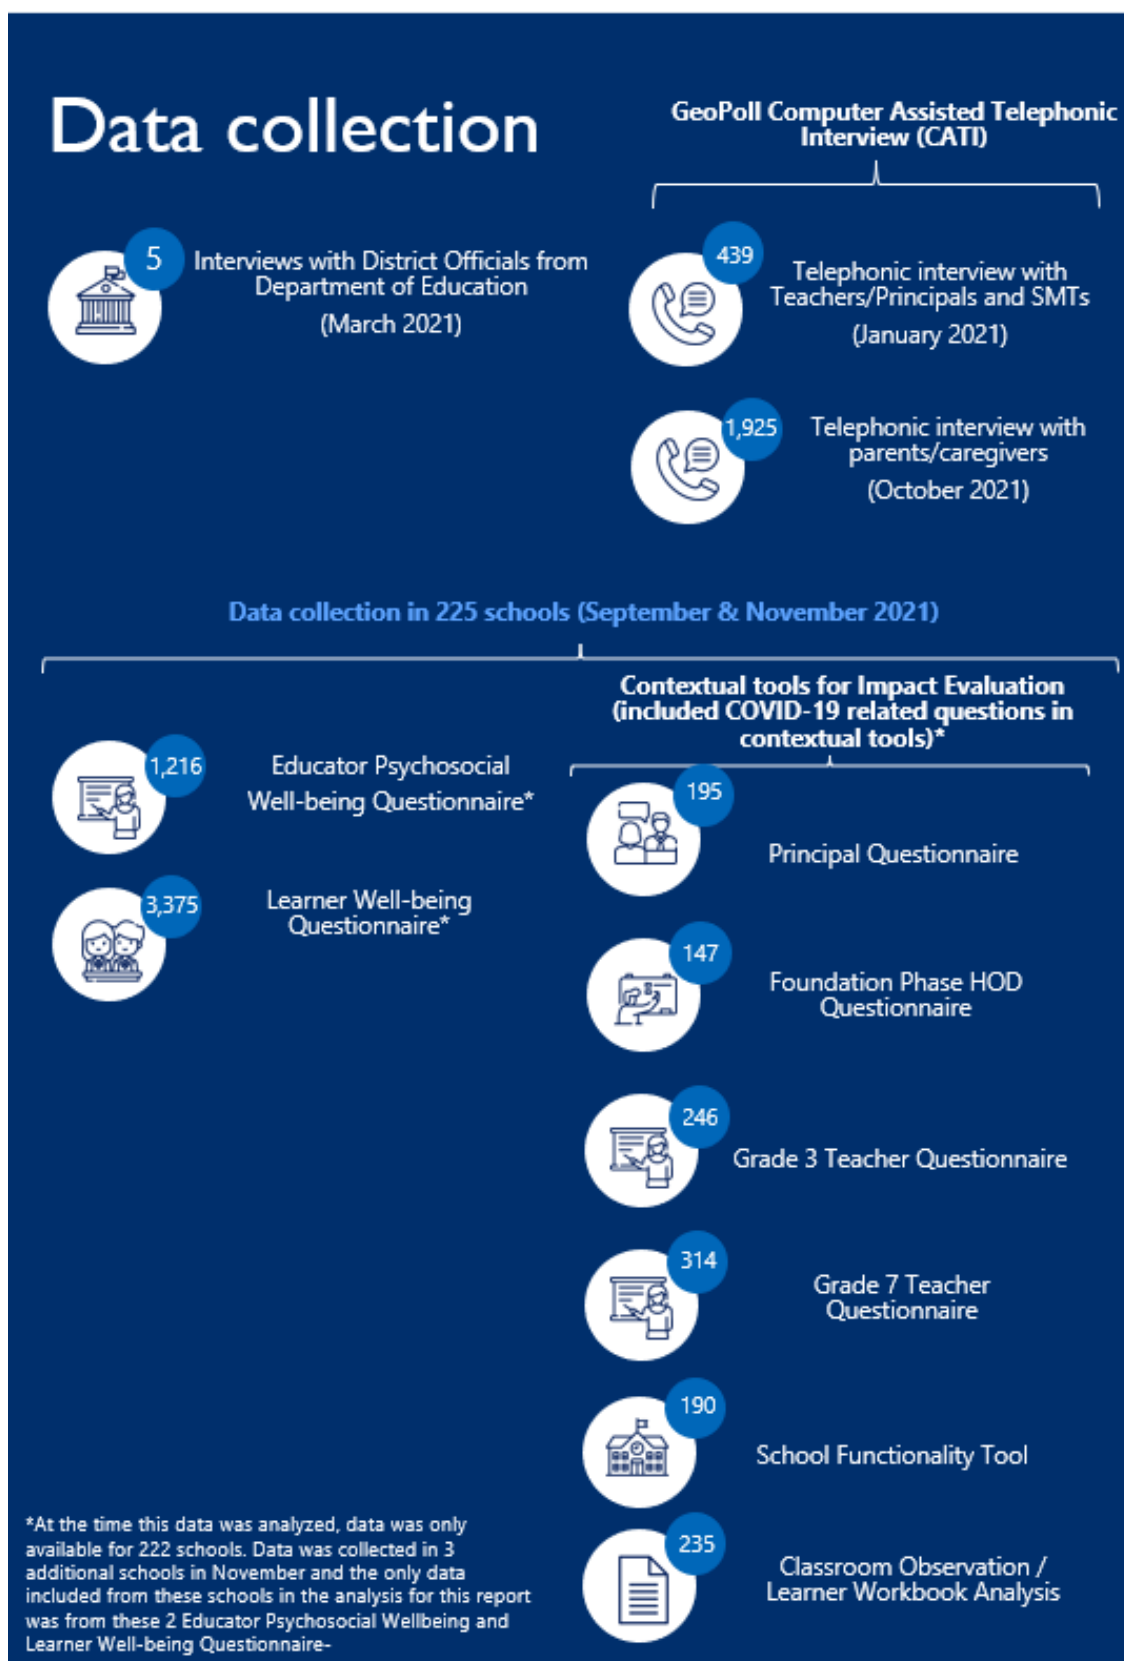 Data collection
GeoPoll Computer Assisted Telephonic
Interview (CATI)
5
Interviews with District Officials from
Department of Education
(March 2021)
439
Telephonic interview with
Teachers/Principals and SMTs
(January 2021)
1,925
Telephonic interview with
parents/caregivers
(October 2021)
Data collection in 225 schools (September & November 2021)
1,216
Educator Psychosocial
Well-being Questionnaire*
3,375
Learner Well-being
Questionnaire*
Contextual tools for Impact Evaluation
(included COVID-19 related questions in
contextual tools)*
195
Principal Questionnaire
147
Foundation Phase HOD
Questionnaire
246
Grade 3 Teacher Questionnaire
314
Grade 7 Teacher
Questionnaire
190
School Functionality Tool
235
Classroom Observation /
Learner Workbook Analysis
*At the time this data was analyzed, data was only
available for 222 schools. Data was collected in 3
additional schools in November and the only data
included from these schools in the analysis for this report
was from these 2 Educator Psychosocial Wellbeing and
Learner Well-being Questionnaire-